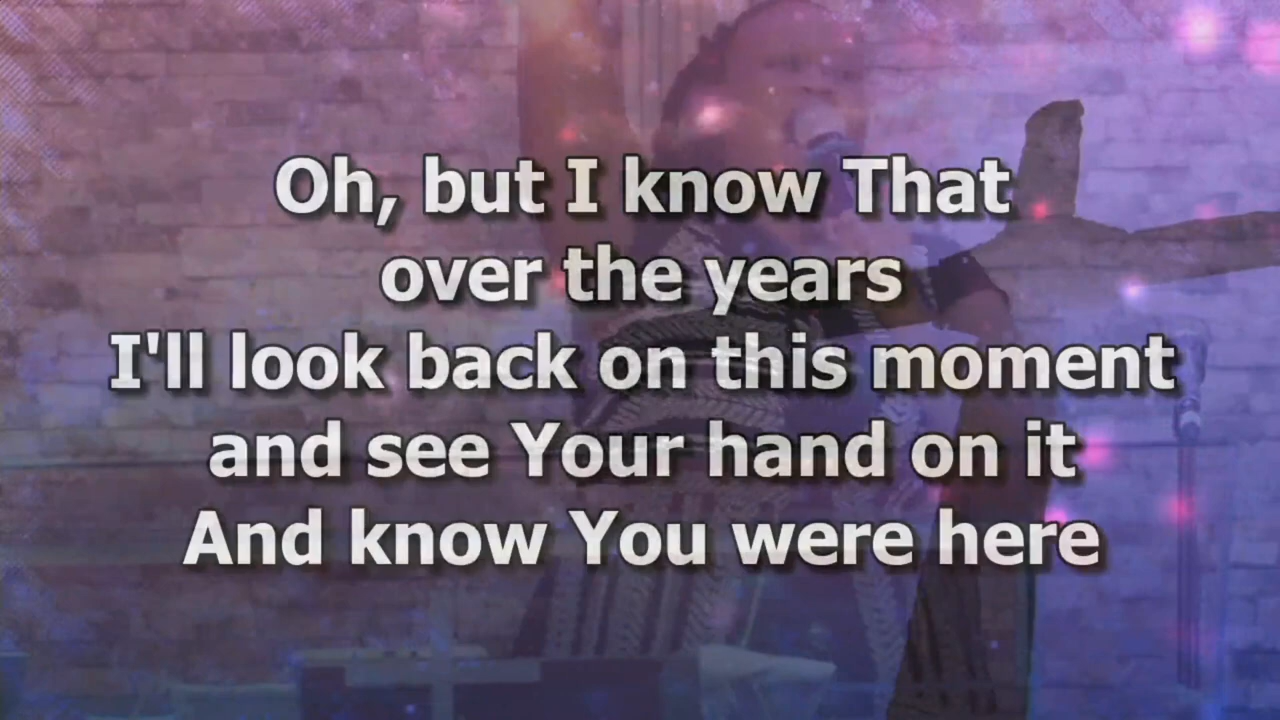 Oh, but I know That
over the years
I'll look back on this moment
and see Your hand on it
And know You were here